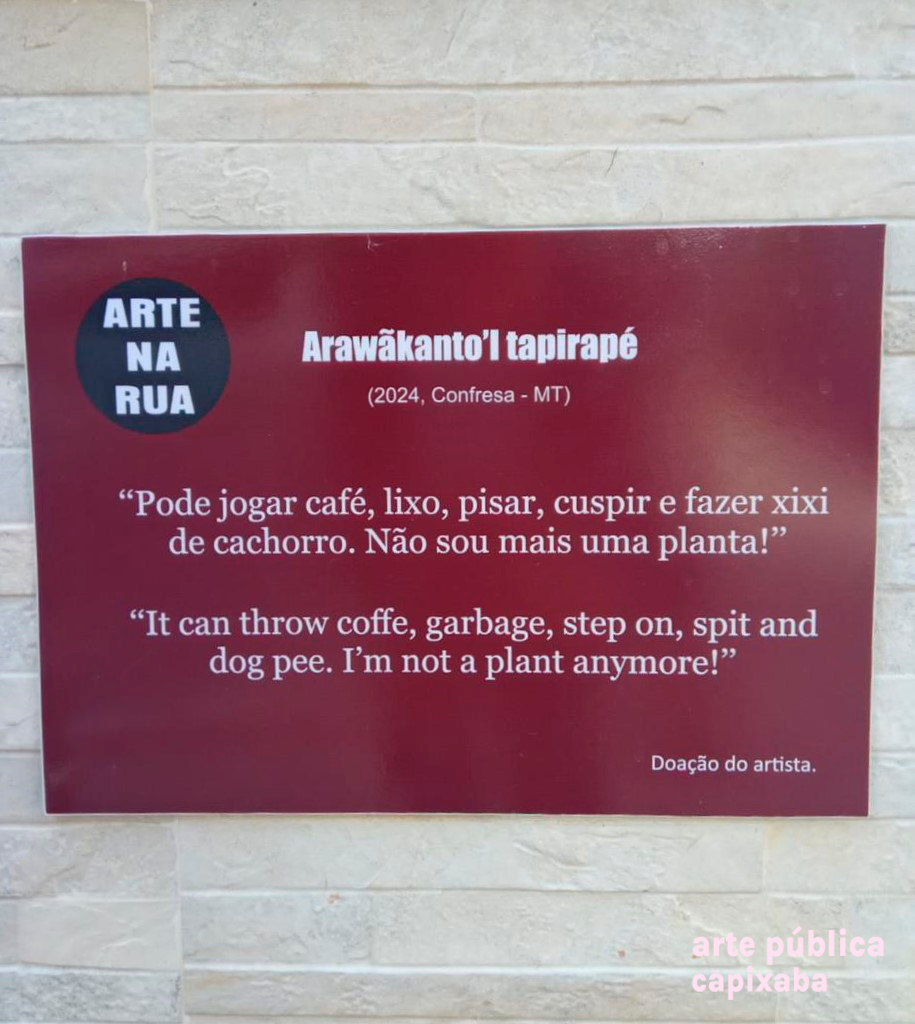 ARTE
NA
RUA
Arawãkanto’l tapirapé
(2024, Confresa - MT)
“Pode jogar café, lixo, pisar, cuspir e fazer xixi
de cachorro. Não sou mais uma planta!”
“It can throw coffe, garbage, step on, spit and
dog pee. I’m not a plant anymore!”
Doação do artista.
arte pública
capixaba